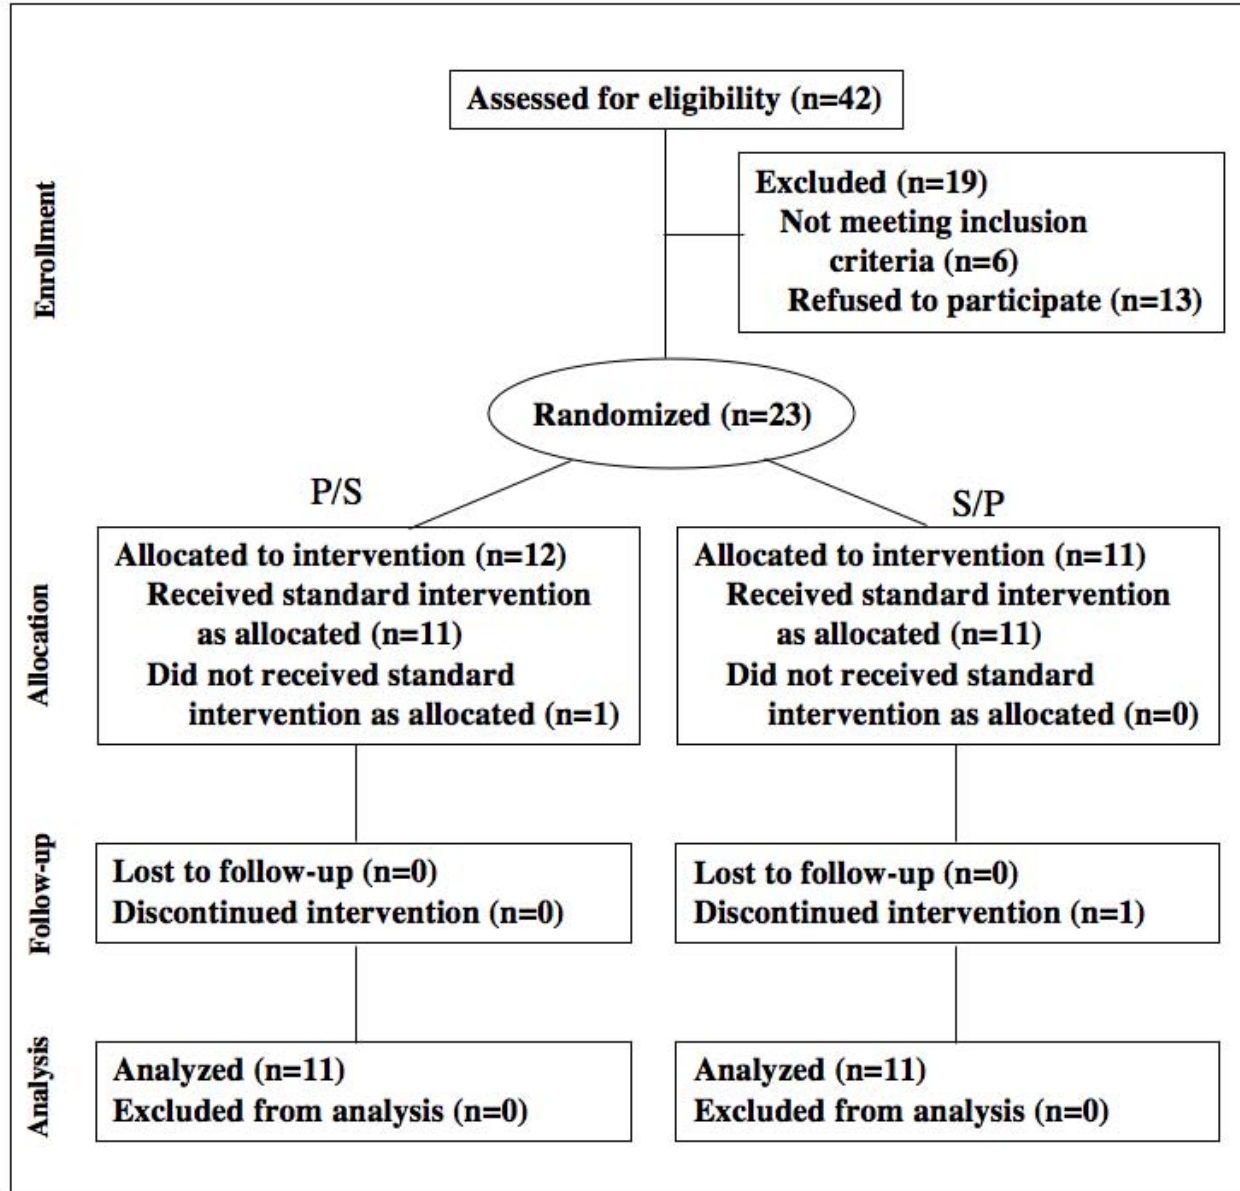 Assessed for eligibility (n=42)
Enrollment
Excluded (n=19)
Not meeting inclusion
criteria (n=6)
Refused to participate (n=13)
Randomized (n=23)
P/S
S/P
Allocation
Allocated to intervention (n=12)
Received standard intervention
as allocated (n=11)
Did not received standard
intervention as allocated (n=1)
Allocated to intervention (n=11)
Received standard intervention
as allocated (n=11)
Did not received standard
intervention as allocated (n=0)
Follow-up
Lost to follow-up (n=0)
Discontinued intervention (n=0)
Lost to follow-up (n=0)
Discontinued intervention (n=1)
Analysis
Analyzed (n=11)
Excluded from analysis (n=0)
Analyzed (n=11)
Excluded from analysis (n=0)